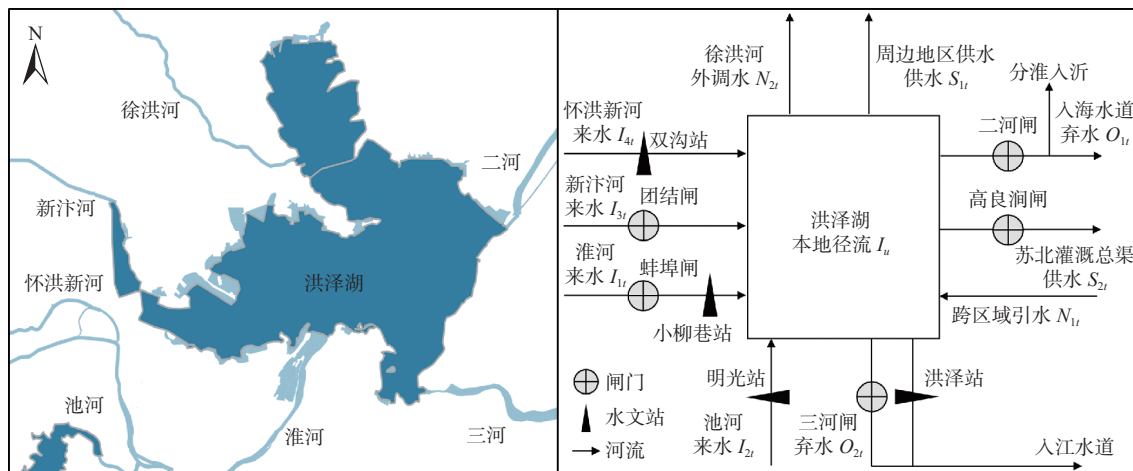 N
徐洪河
二河
新汴河
怀洪新河
洪泽湖
池河
淮河
三河
徐洪河
外调水 N2t
周边地区供水
供水 S1t
分淮入沂
怀洪新河
来水 I4t
双沟站
二河闸
入海水道
弃水 O1t
新汴河
来水 I3t
团结闸
洪泽湖
本地径流 Iu
高良涧闸
苏北灌溉总渠
供水 S2t
淮河
来水 I1t
蚌埠闸
小柳巷站
跨区域引水 N1t
闸门
水文站
河流
明光站
池河
来水 I2t
三河闸
弃水 O2t
洪泽站
入江水道